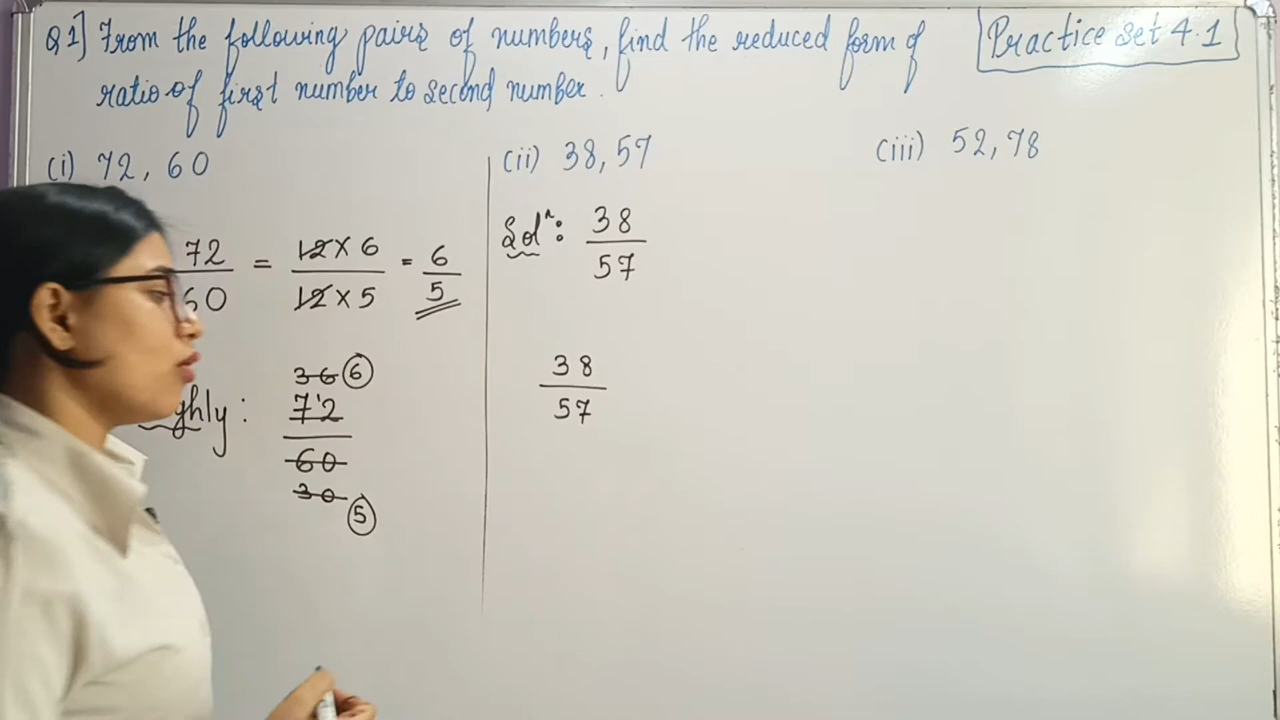 Q1] From the following pairs of numbers, find the reduced form of
ratio of first number to second number.
Practice set 4.1
(i) 72, 60
72/60 = 12 x 6/12 x 5 = 6/5
36 6
72
60
30 5
(ii) 38, 57
Solⁿ: 38/57
38/57
(iii) 52, 78